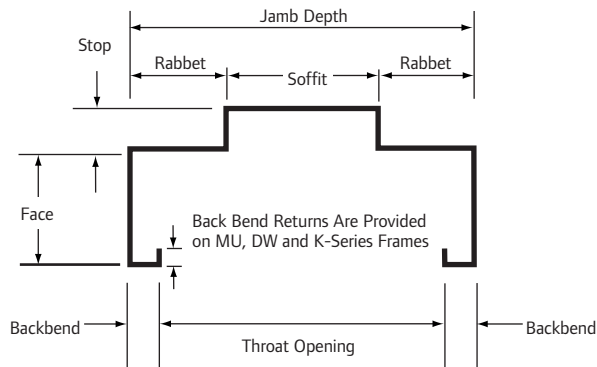 Jamb Depth
Stop
Rabbet
Soffit
Rabbet
Face
Back Bend Returns Are Provided
on MU, DW and K-Series Frames
Backbend
Throat Opening
Backbend